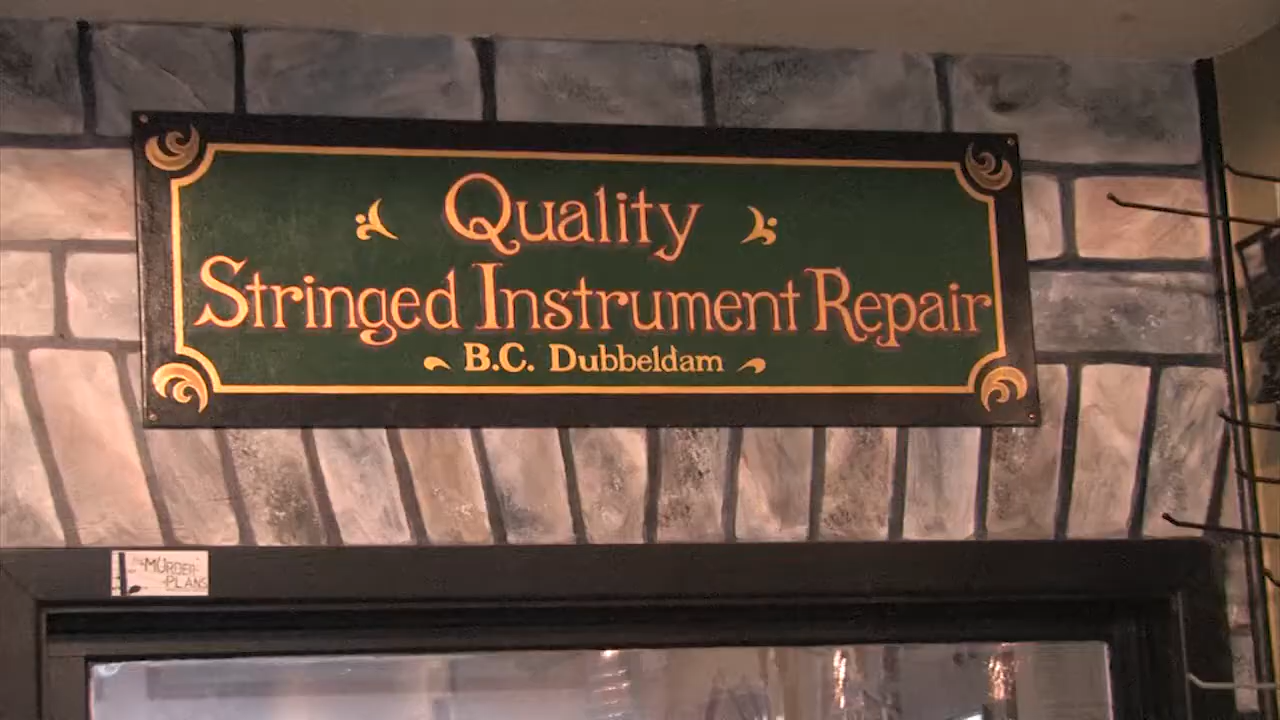 Quality
Stringed Instrument Repair
B.C. Dubbeldam
MURDER
PLANS